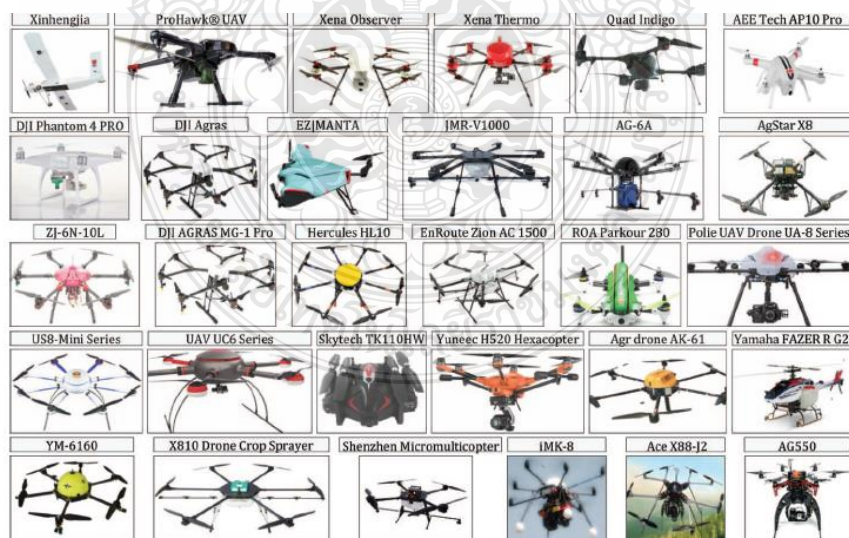 Xinhengjia
ProHawk® UAV
Xena Observer
Xena Thermo
Quad Indigo
AEE Tech AP10 Pro
DJI Phantom 4 PRO
DJI Agras
EZJMANTA
JMR-V1000
AG-6A
AgStar X8
ZJ-6N-10L
DJI AGRAS MG-1 Pro
Hercules HL10
EnRoute Zion AC 1500
ROA Parkour 280
Polie UAV Drone UA-8 Series
US8-Mini Series
UAV UC6 Series
Skytech TK110HW
Yuneec H520 Hexacopter
Agr drone AK-61
Yamaha FAZER R G2
YM-6160
X810 Drone Crop Sprayer
Shenzhen Micromulticopter
iMK-8
Ace X88-J2
AG550